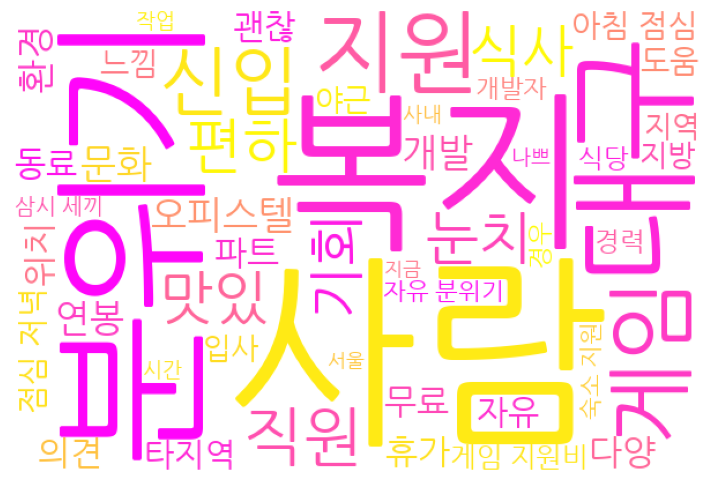 작업
괜찮
지원
식사
아침 점심
환경
느낌
신입
야근
개발자
도움
분위기
복지
대구
사내
지역
동료
문화
편하
개발
나쁘
식당
지방
삼시 세끼
오피스텔
기회
눈치
경우
경력
위치
파트
맛있
지금
자유 분위기
사람
게임
점심 저녁
연봉
입사
시간
서울
숙소 지원
무료
자유
직원
의견
타지역
휴가
게임 지원비
다양